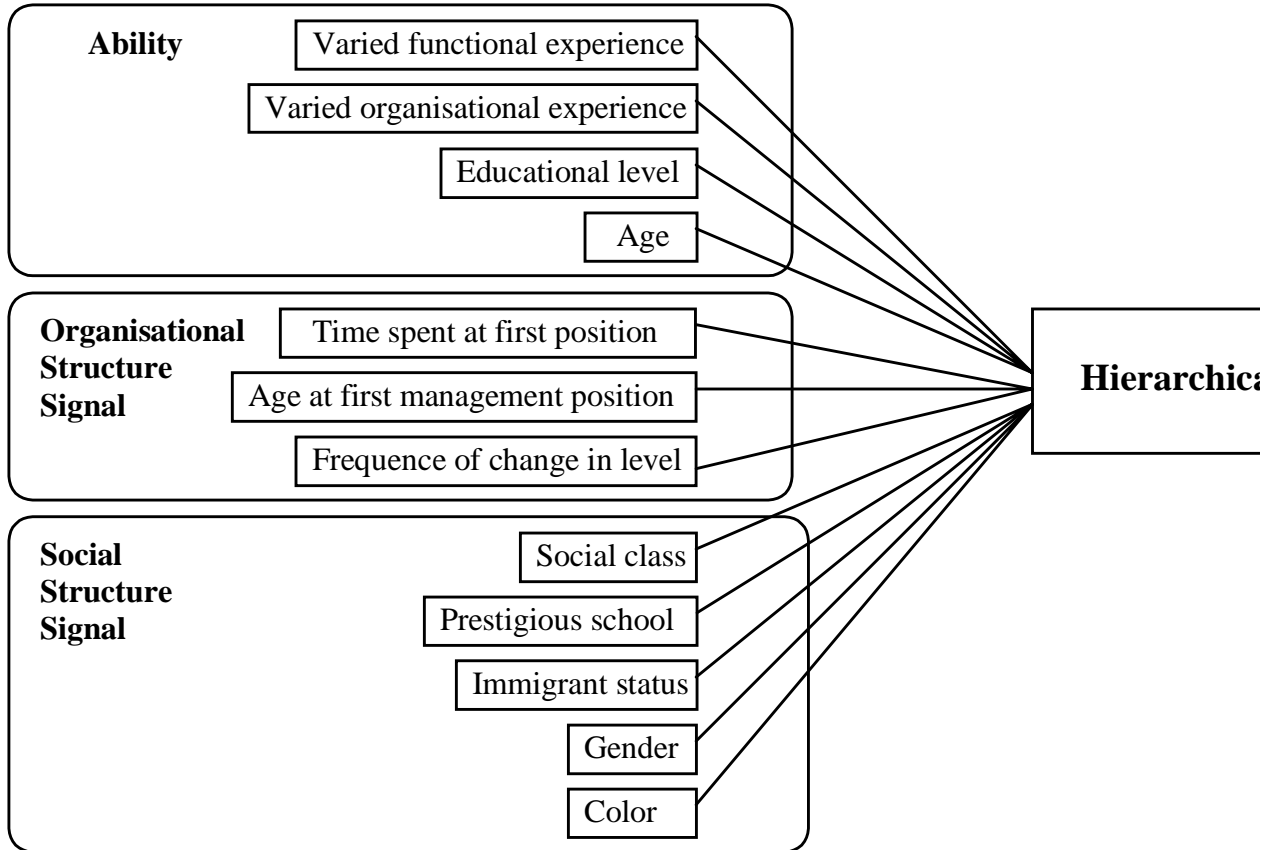 Ability
Varied functional experience
Varied organisational experience
Educational level
Age
Organisational
Structure
Signal
Time spent at first position
Age at first management position
Frequence of change in level
Social
Structure
Signal
Social class
Prestigious school
Immigrant status
Gender
Color